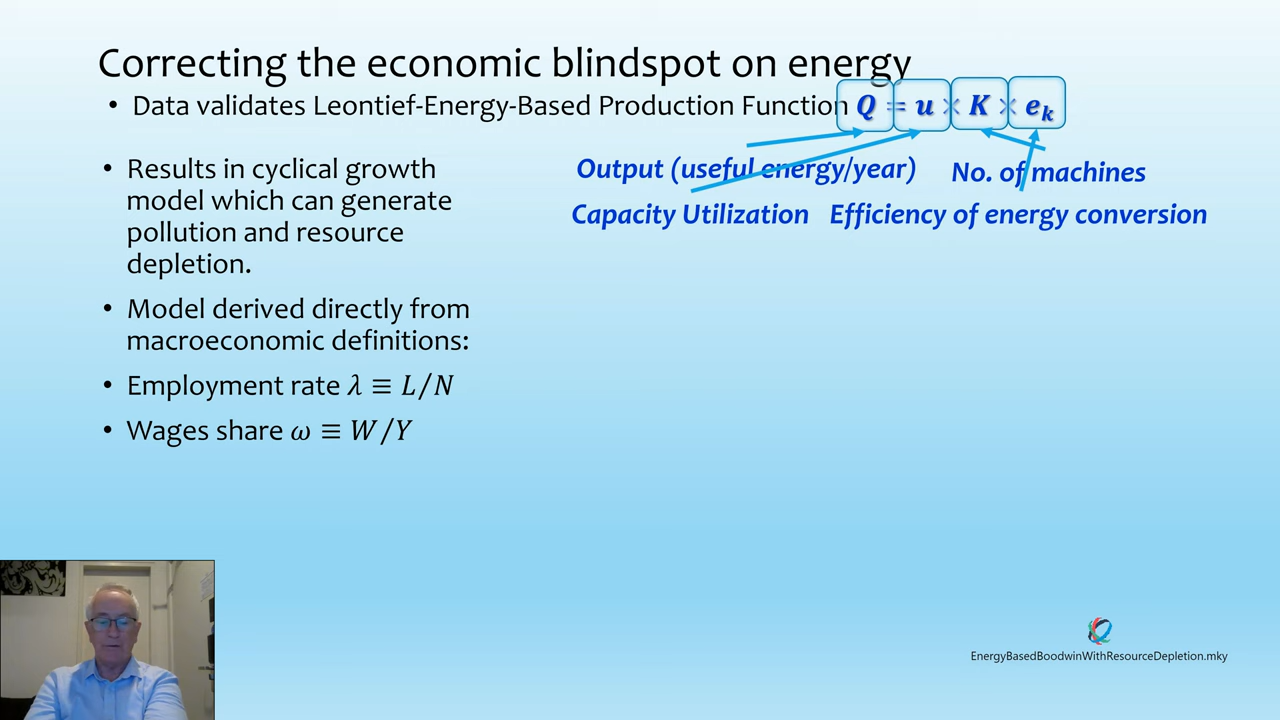 Correcting the economic blindspot on energy
• Data validates Leontief-Energy-Based Production Function Q = u × K × eₖ
• Results in cyclical growth
model which can generate
pollution and resource
depletion.
• Model derived directly from
macroeconomic definitions:
• Employment rate λ ≡ L/N
• Wages share ω ≡ W/Y
Output (useful energy/year)
No. of machines
Capacity Utilization
Efficiency of energy conversion
EnergyBasedBoodwinWithResourceDepletion.mky